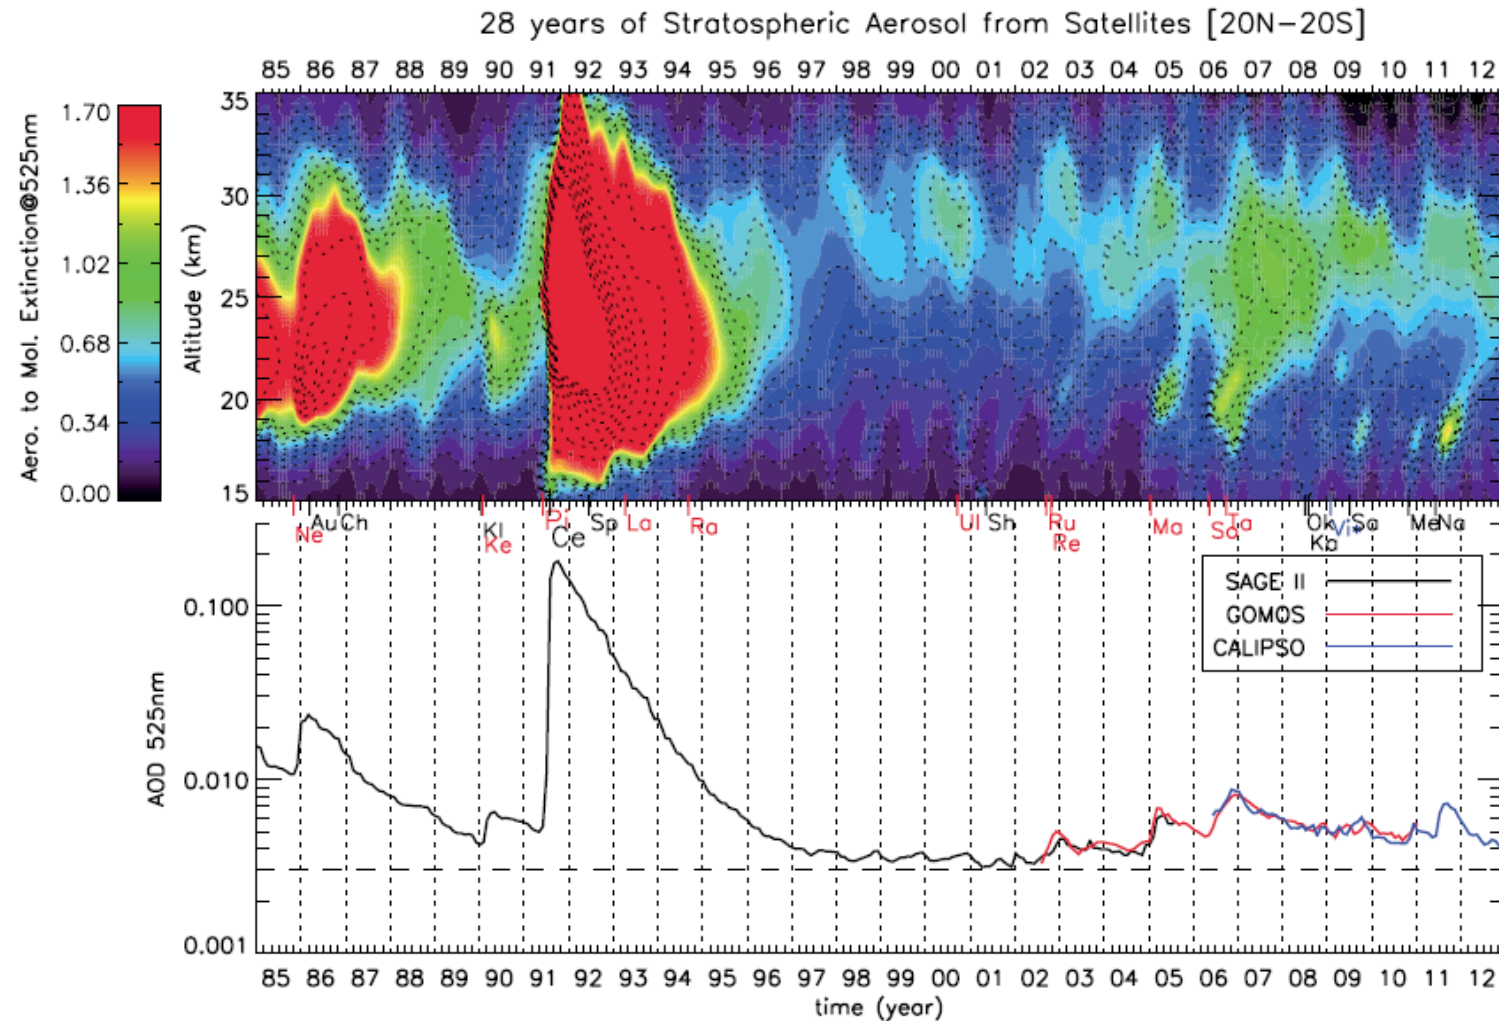 28 years of Stratospheric Aerosol from Satellites [20N-20S]
85 86 87 88 89 90 91 92 93 94 95 96 97 98 99 00 01 02 03 04 05 06 07 08 09 10 11 12
Aero. to Mol. Extinction@525nm
1.70
1.36
1.02
0.68
0.34
0.00
Altitude (km)
35
30
25
20
15
Ne Au Ch Kl Ke Pi Ce Sp La Ra Ul Sh Ru Re Ma So Ta Ok Ka Vi* Sa Me Na
SAGE II
GOMOS
CALIPSO
AOD 525nm
0.100
0.010
0.001
85 86 87 88 89 90 91 92 93 94 95 96 97 98 99 00 01 02 03 04 05 06 07 08 09 10 11 12
time (year)